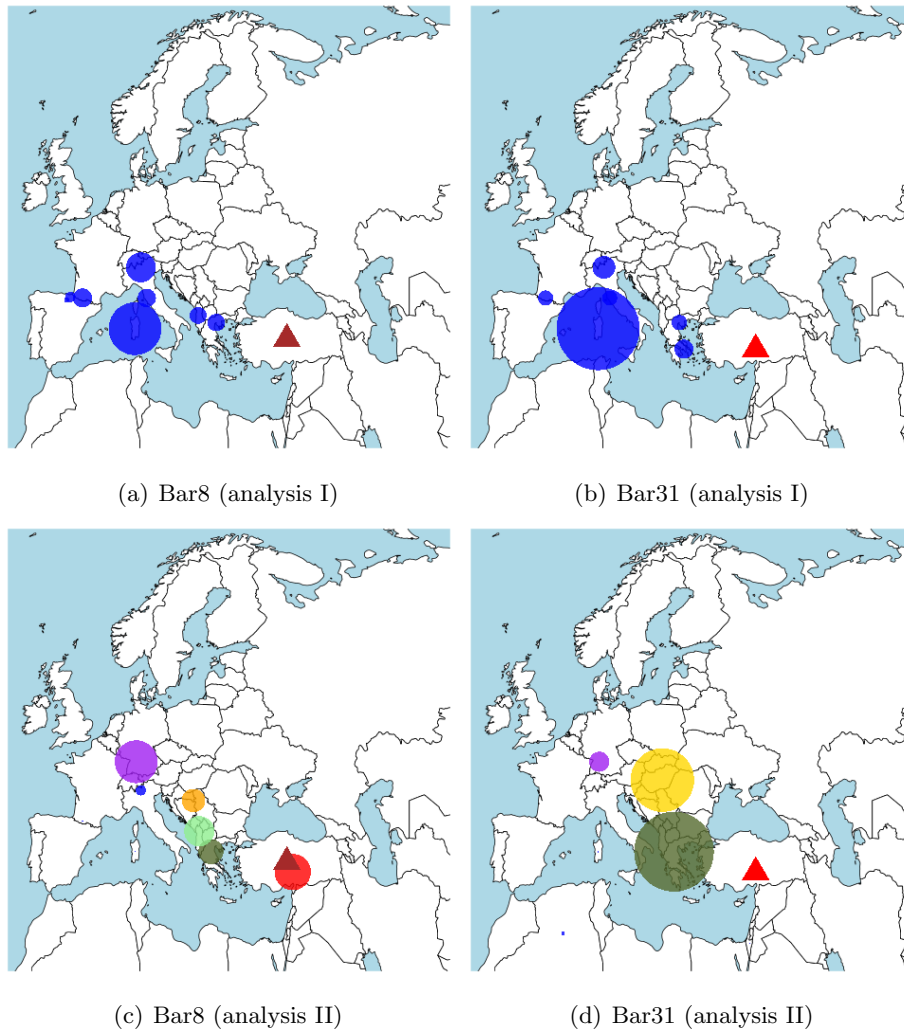 (a) Bar8 (analysis I)
(b) Bar31 (analysis I)
(c) Bar8 (analysis II)
(d) Bar31 (analysis II)